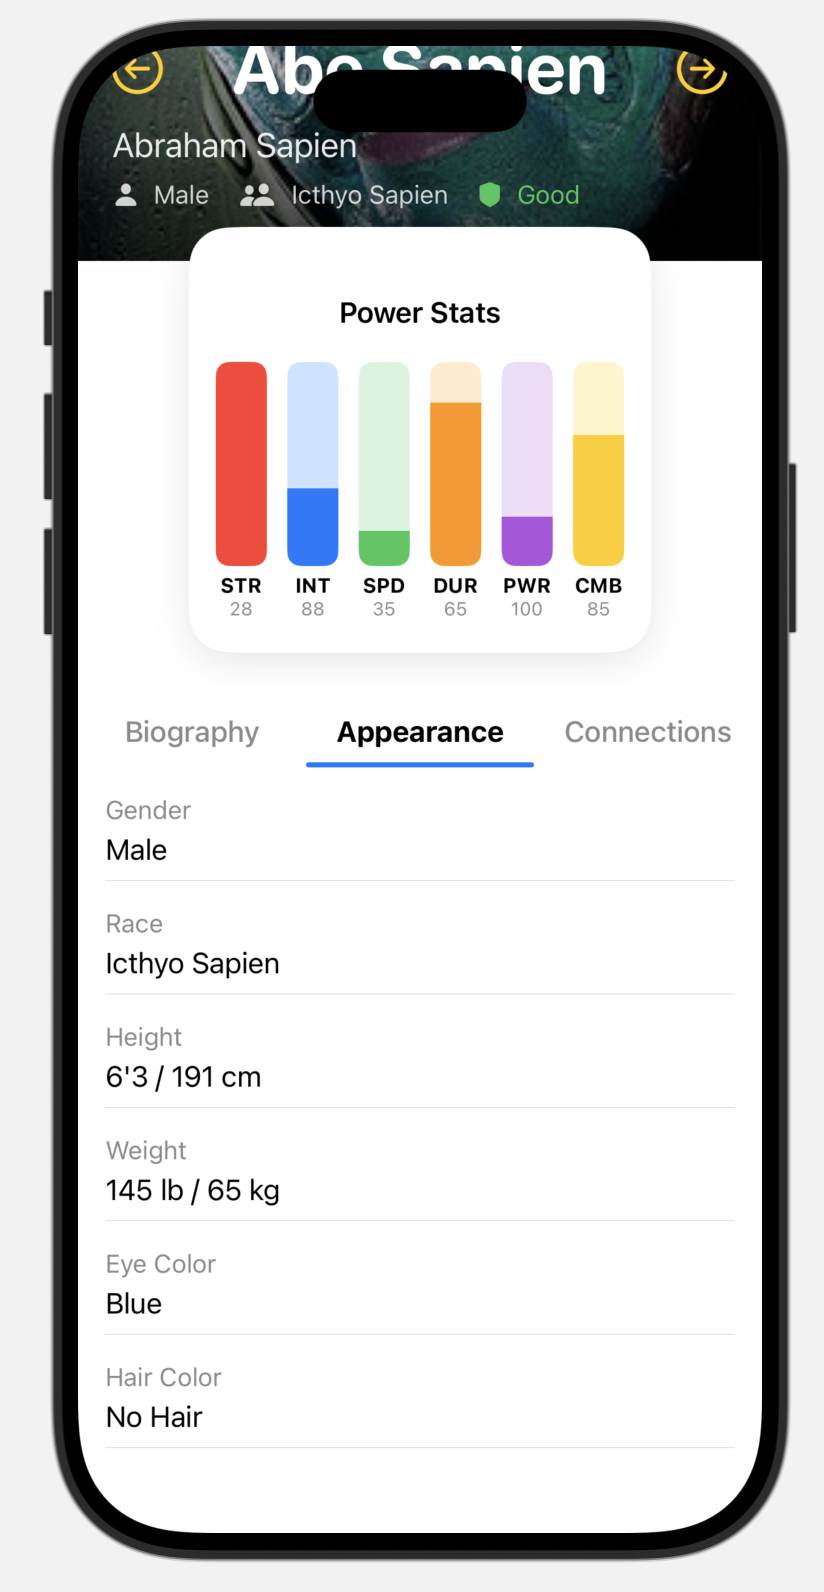 Abe Sapien
Abraham Sapien
Male Icthyo Sapien Good
Power Stats
STR INT SPD DUR PWR CMB
28 88 35 65 100 85
Biography Appearance Connections
Gender
Male
Race
Icthyo Sapien
Height
6'3 / 191 cm
Weight
145 lb / 65 kg
Eye Color
Blue
Hair Color
No Hair